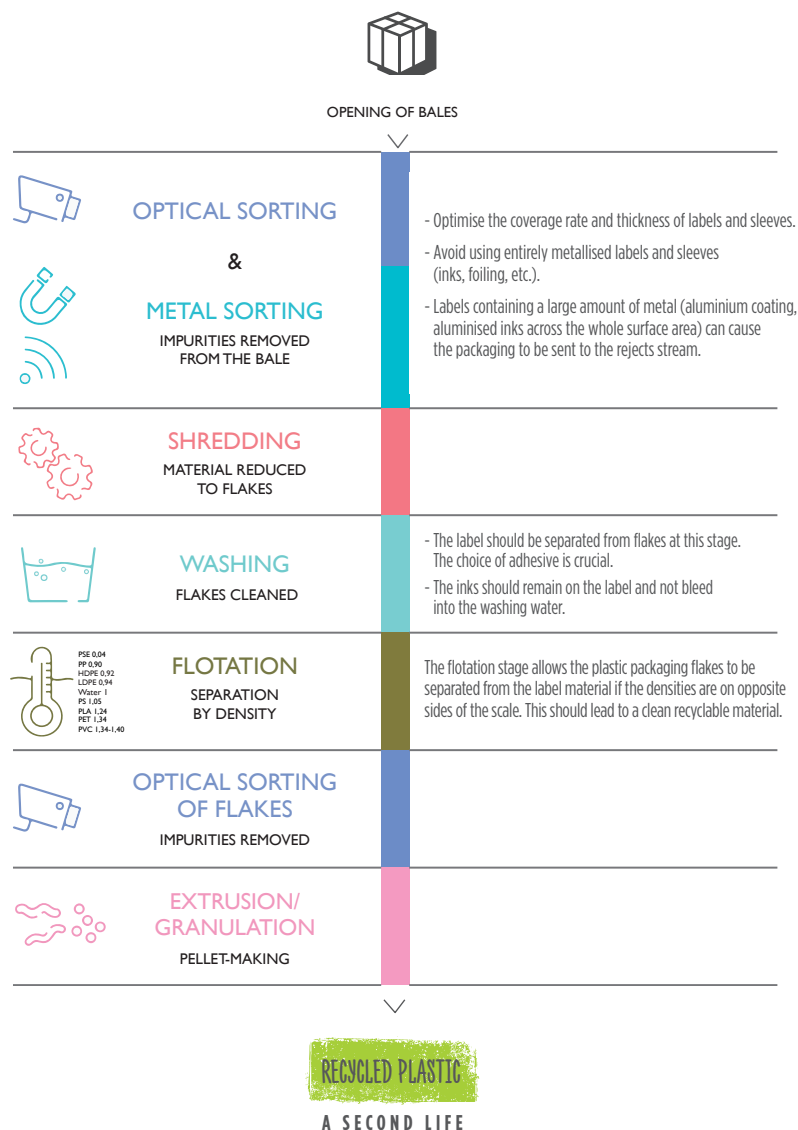 OPENING OF BALES
OPTICAL SORTING
&
METAL SORTING
IMPURITIES REMOVED
FROM THE BALE
- Optimise the coverage rate and thickness of labels and sleeves.
- Avoid using entirely metallised labels and sleeves
(inks, foiling, etc.).
- Labels containing a large amount of metal (aluminium coating,
aluminised inks across the whole surface area) can cause
the packaging to be sent to the rejects stream.
SHREDDING
MATERIAL REDUCED
TO FLAKES
WASHING
FLAKES CLEANED
- The label should be separated from flakes at this stage.
The choice of adhesive is crucial.
- The inks should remain on the label and not bleed
into the washing water.
PSE 0,04
PP 0,90
HDPE 0,92
LDPE 0,94
Water 1
PS 1,05
PLA 1,24
PET 1,34
PVC 1,34-1,40
FLOTATION
SEPARATION
BY DENSITY
The flotation stage allows the plastic packaging flakes to be
separated from the label material if the densities are on opposite
sides of the scale. This should lead to a clean recyclable material.
OPTICAL SORTING
OF FLAKES
IMPURITIES REMOVED
EXTRUSION/
GRANULATION
PELLET-MAKING
RECYCLED PLASTIC
A SECOND LIFE